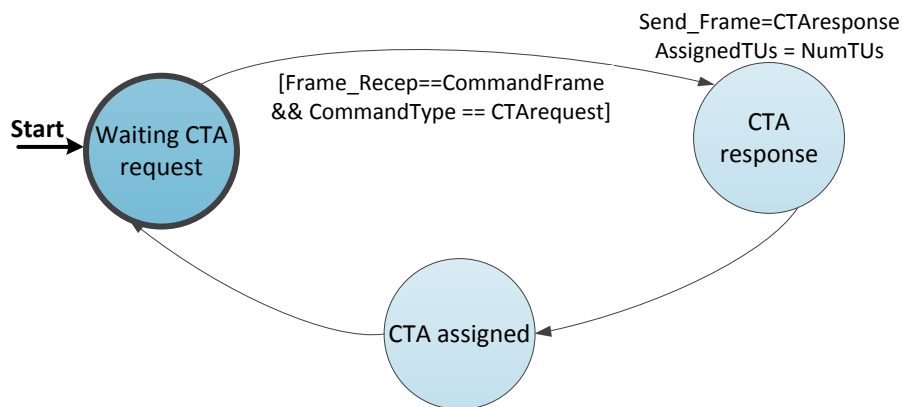 Send_Frame=CTAresponse
AssignedTUs = NumTUs
[Frame_Recep==CommandFrame
&& CommandType == CTArequest]
Start
Waiting CTA
request
CTA
response
CTA assigned